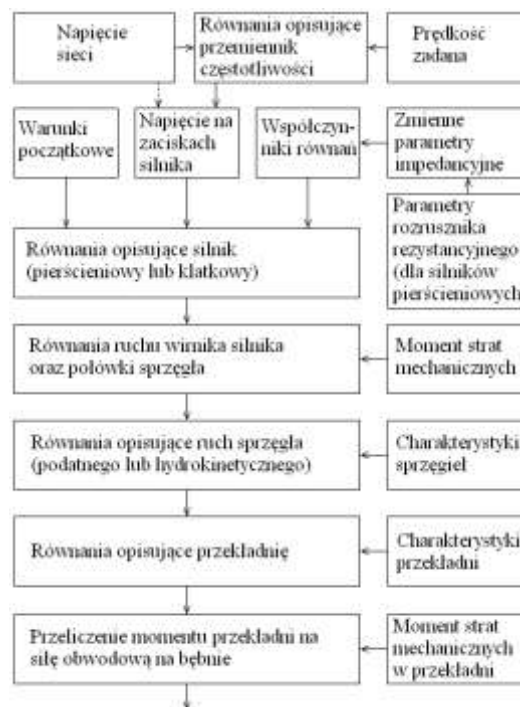 Napięcie
sieci
Równania opisujące
przemiennik
częstotliwości
Prędkość
zadana
Warunki
początkowe
Napięcie na
zaciskach
silnika
Współczyn-
niki równań
Zmienne
parametry
impedancyjne
Parametry
rozrusznika
rezystancyjnego
(dla silników
pierścieniowych
Równania opisujące silnik
(pierścieniowy lub klatkowy)
Równania ruchu wirnika silnika
oraz połówki sprzęgła
Moment strat
mechanicznych
Równania opisujące ruch sprzęgła
(podatnego lub hydrokinetycznego)
Charakterystyki
sprzęgieł
Równania opisujące przekładnię
Charakterystyki
przekładni
Przeliczenie momentu przekładni na
siłę obwodową na bębnie
Moment strat
mechanicznych
w przekładni